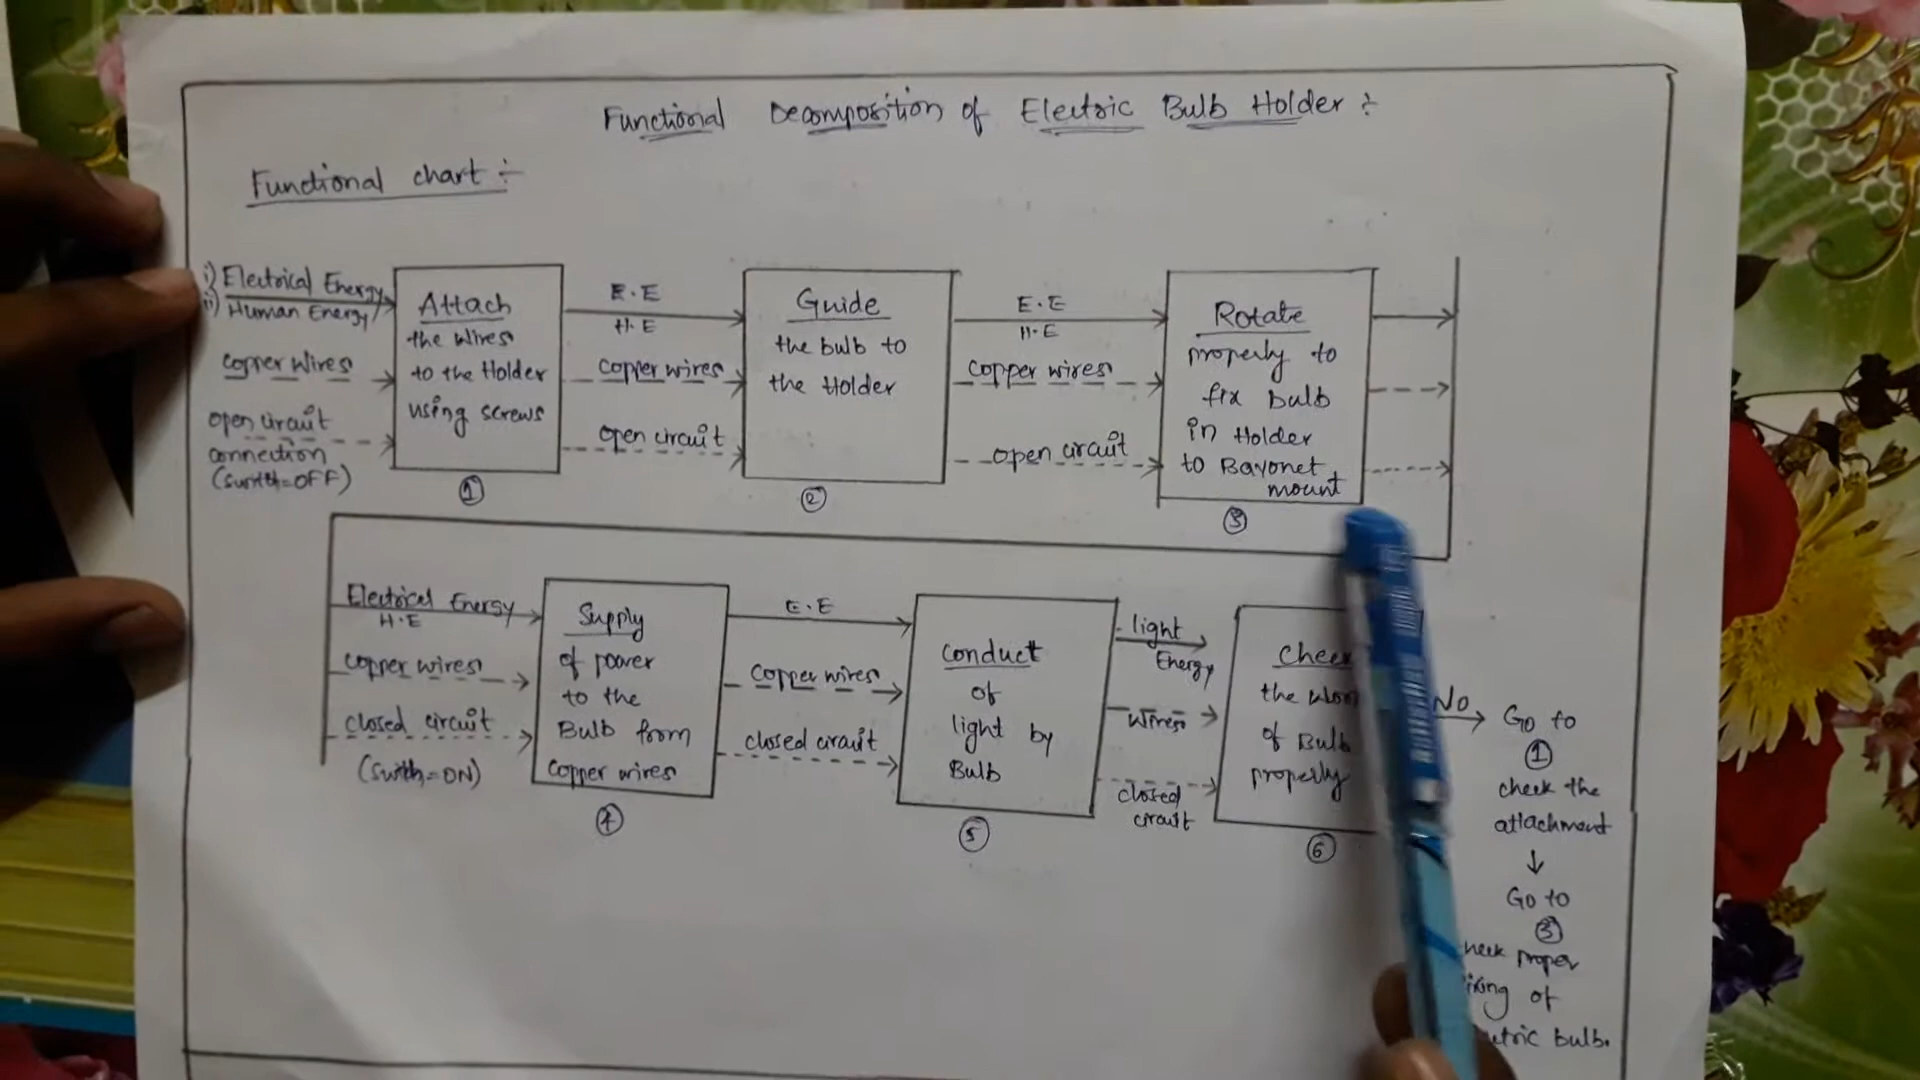 Functional Decomposition of Electric Bulb Holder :-
Functional chart :-
i) Electrical Energy
ii) Human Energy
copper wires
open circuit
connection
(switch=OFF)
Attach
the wires
to the Holder
using screws
①
E.E
H.E
copper wires
open circuit
Guide
the bulb to
the Holder
②
E.E
H.E
copper wires
open circuit
Rotate
properly to
fix bulb
in Holder
to Bayonet
mount
③
Electrical Energy
H.E
copper wires
closed circuit
(switch=ON)
Supply
of power
to the
Bulb from
copper wires
④
E.E
copper wires
closed circuit
conduct
of
light by
Bulb
⑤
light
Energy
wires
closed
circuit
the
of Bulb
properly
⑥
No
Go to
①
check the
attachment
Go to
③
proper
of
bulb.